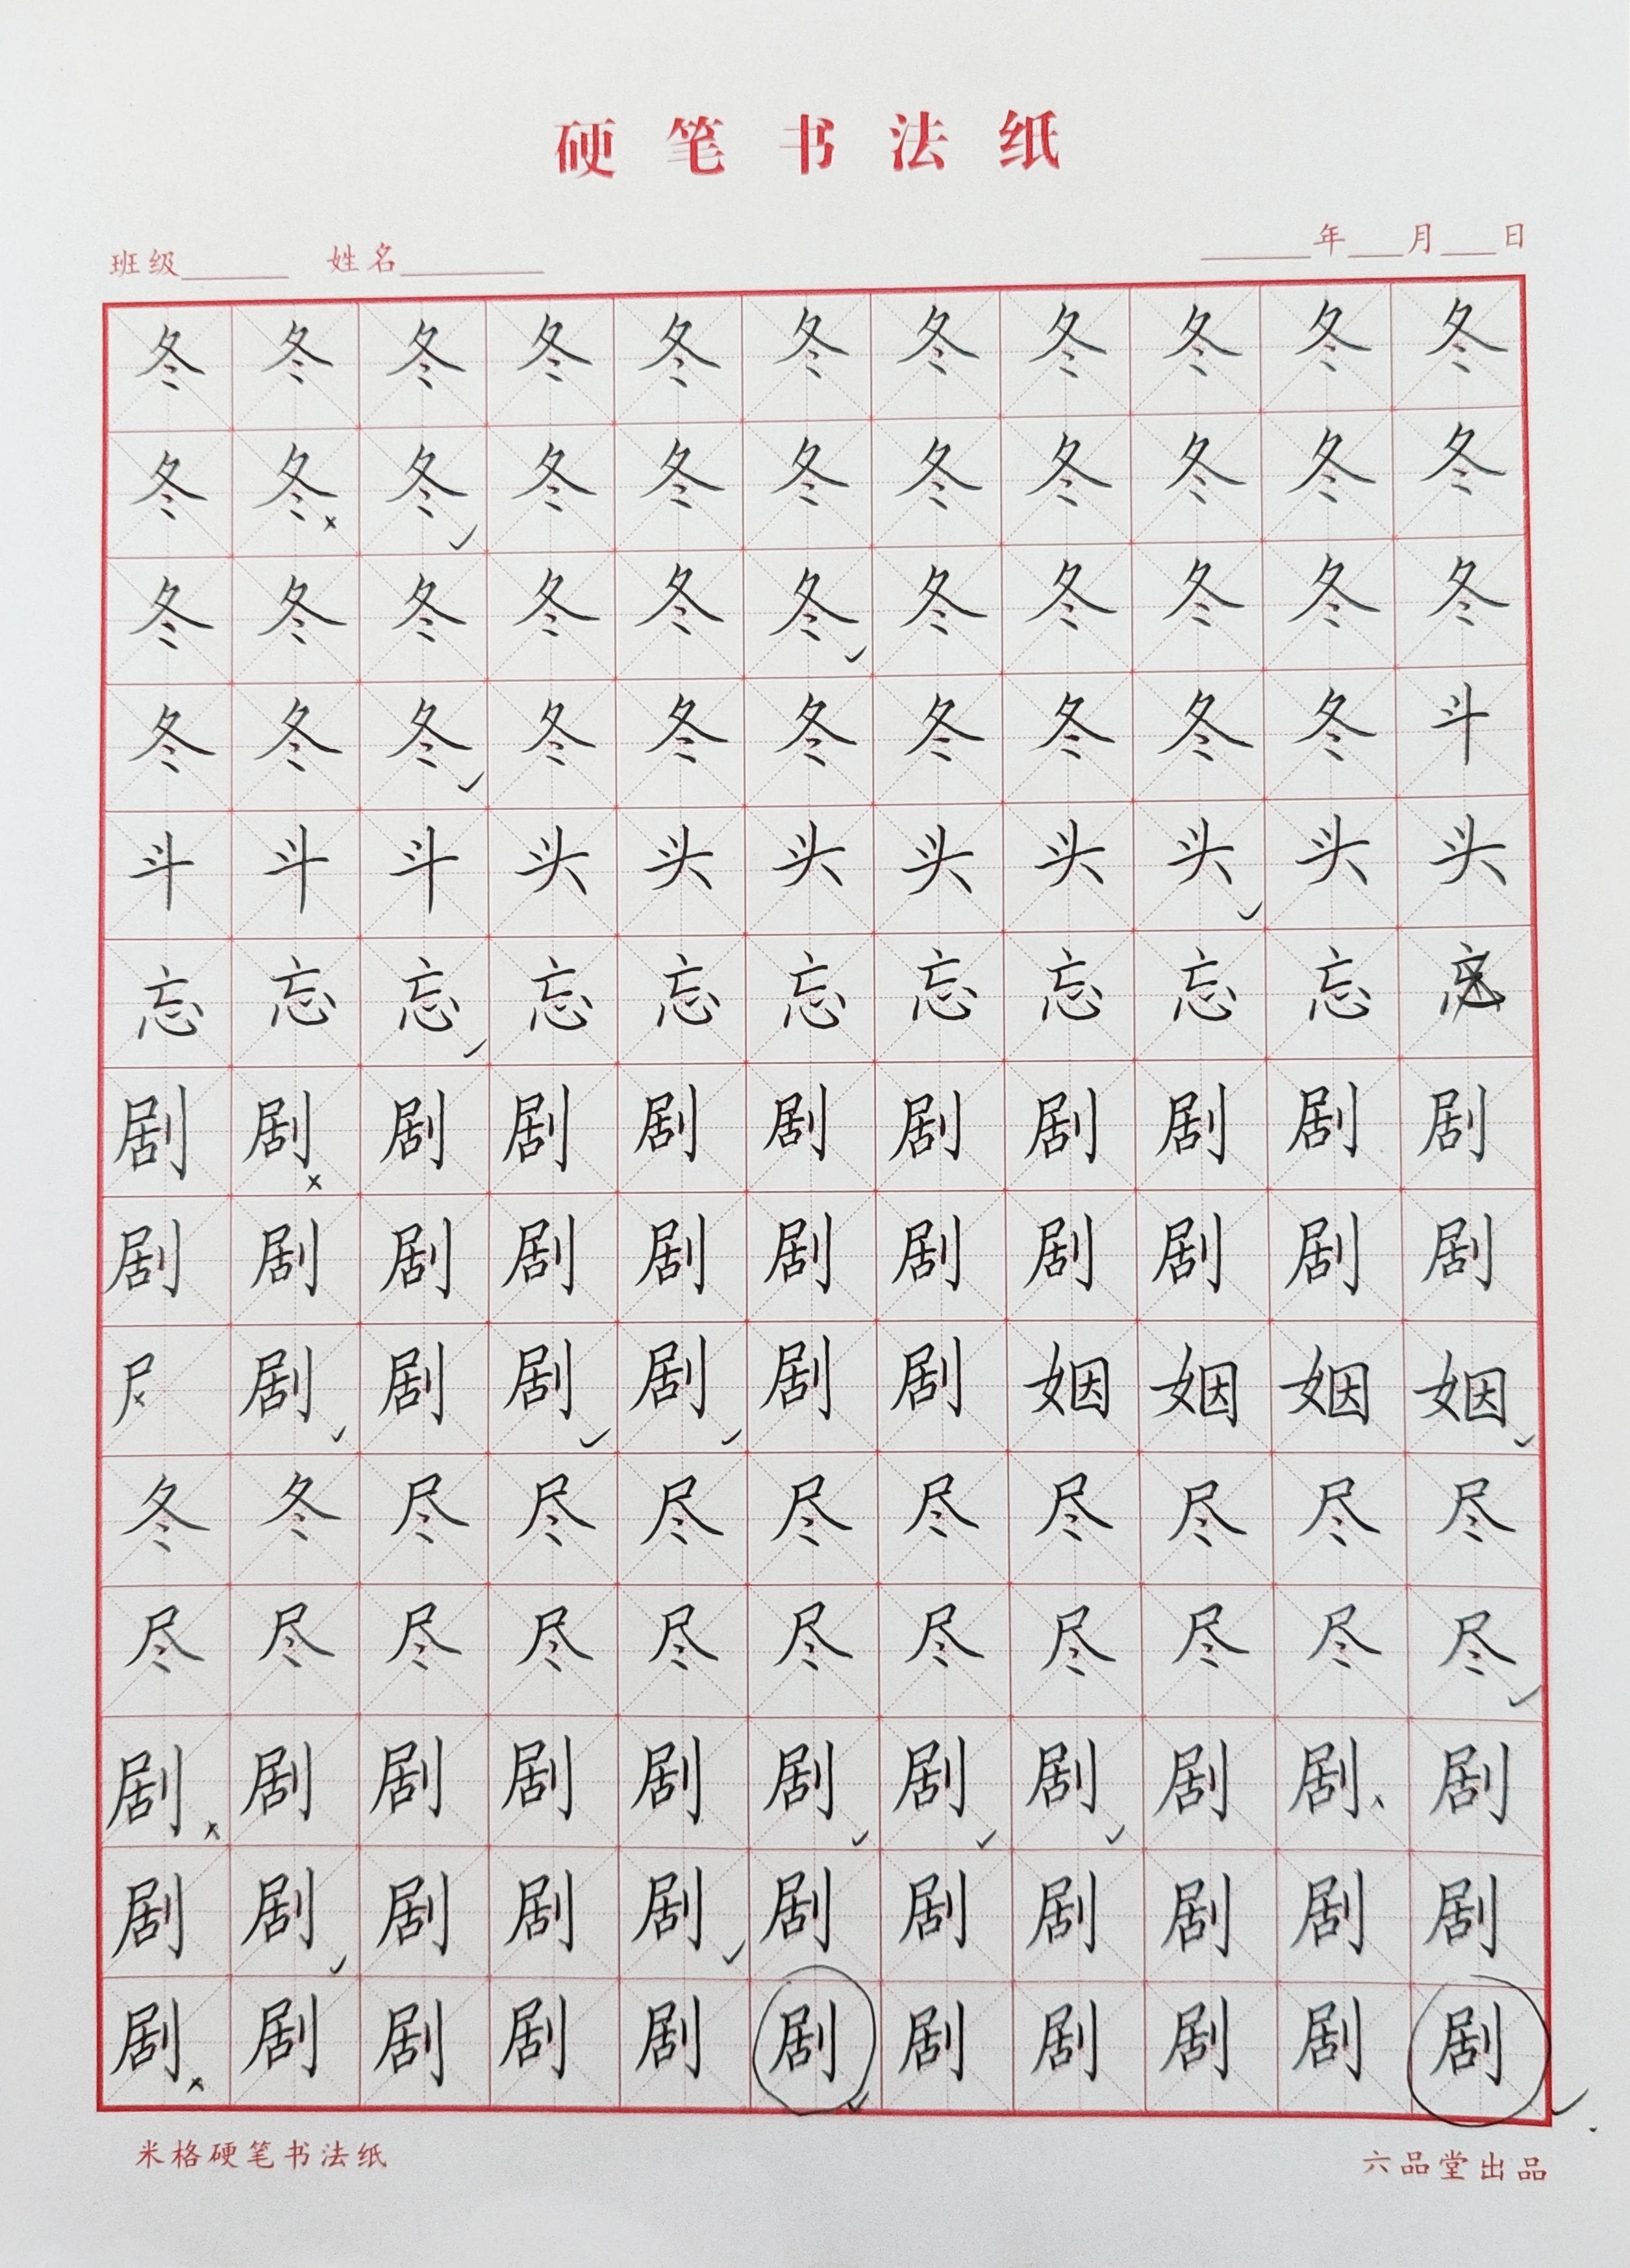 硬笔书法纸
班级______ 姓名________ ______年___月___日
冬冬冬冬冬冬冬冬冬冬冬
冬冬冬冬冬冬冬冬冬冬冬
冬冬冬冬冬冬冬冬冬冬冬
冬冬冬冬冬冬冬冬冬冬斗
斗斗斗头头头头头头头头
忘忘忘忘忘忘忘忘忘忘
剧剧剧剧剧剧剧剧剧剧剧
剧剧剧剧剧剧剧剧剧剧剧
剧剧剧剧剧剧姻姻姻姻
冬冬尽尽尽尽尽尽尽尽尽
尽尽尽尽尽尽尽尽尽尽尽
剧剧剧剧剧剧剧剧剧剧剧
剧剧剧剧剧剧剧剧剧剧剧
剧剧剧剧剧剧剧剧剧剧剧
米格硬笔书法纸 六品堂出品